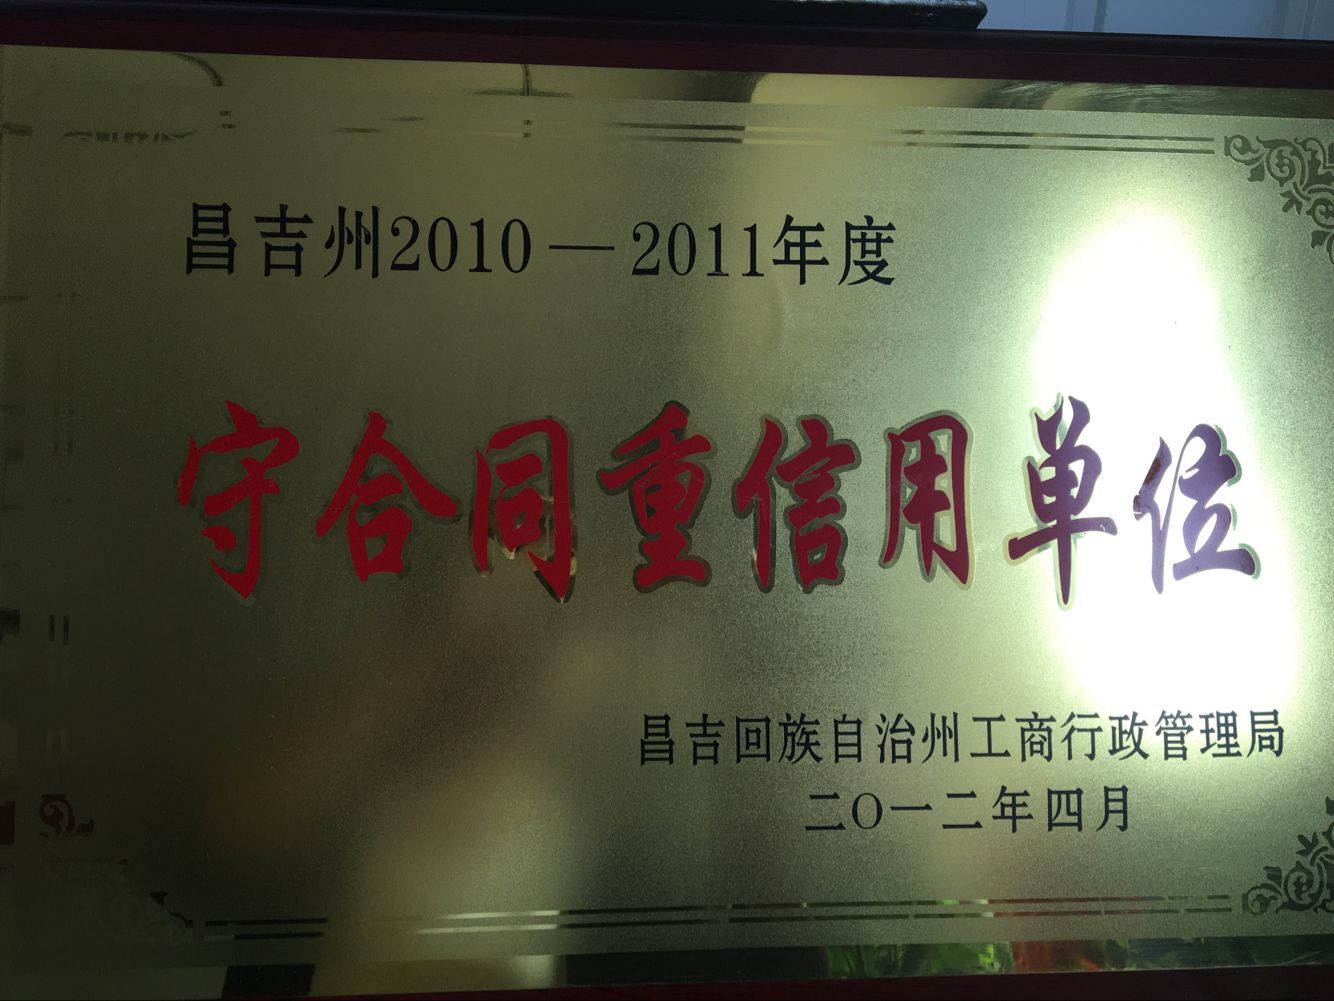 昌吉州2010—2011年度
守合同重信用单位
昌吉回族自治州工商行政管理局
二〇一二年四月